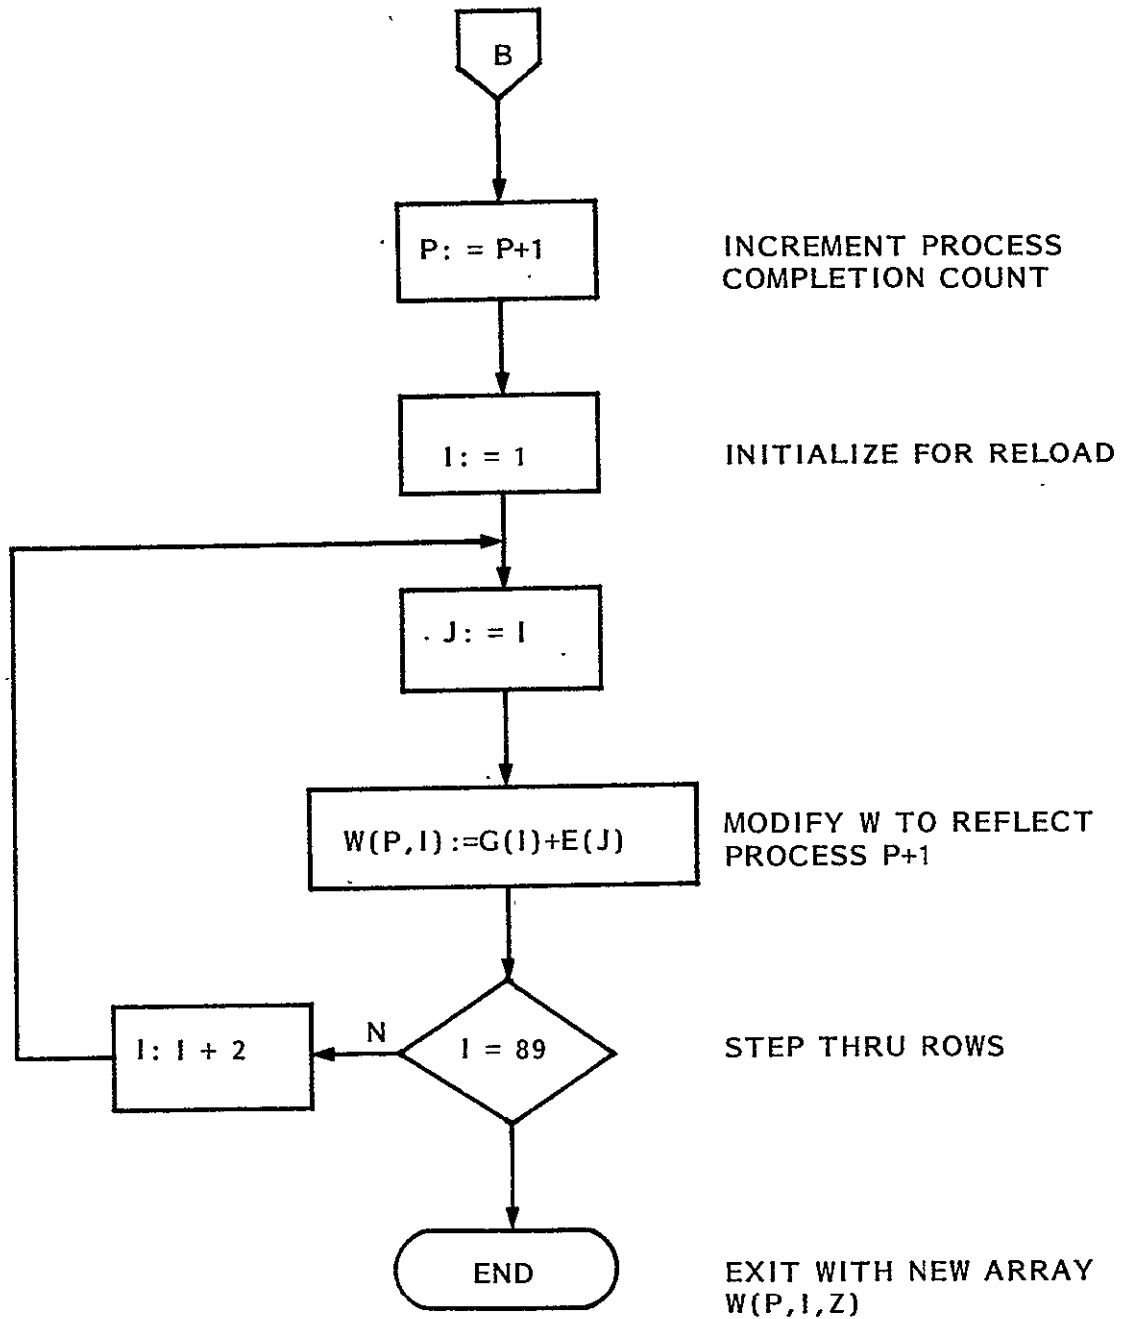 B
P: = P+1
INCREMENT PROCESS
COMPLETION COUNT
I: = 1
INITIALIZE FOR RELOAD
J: = I
W(P,I):=G(I)+E(J)
MODIFY W TO REFLECT
PROCESS P+1
I: I + 2
N
I = 89
STEP THRU ROWS
END
EXIT WITH NEW ARRAY
W(P,I,Z)